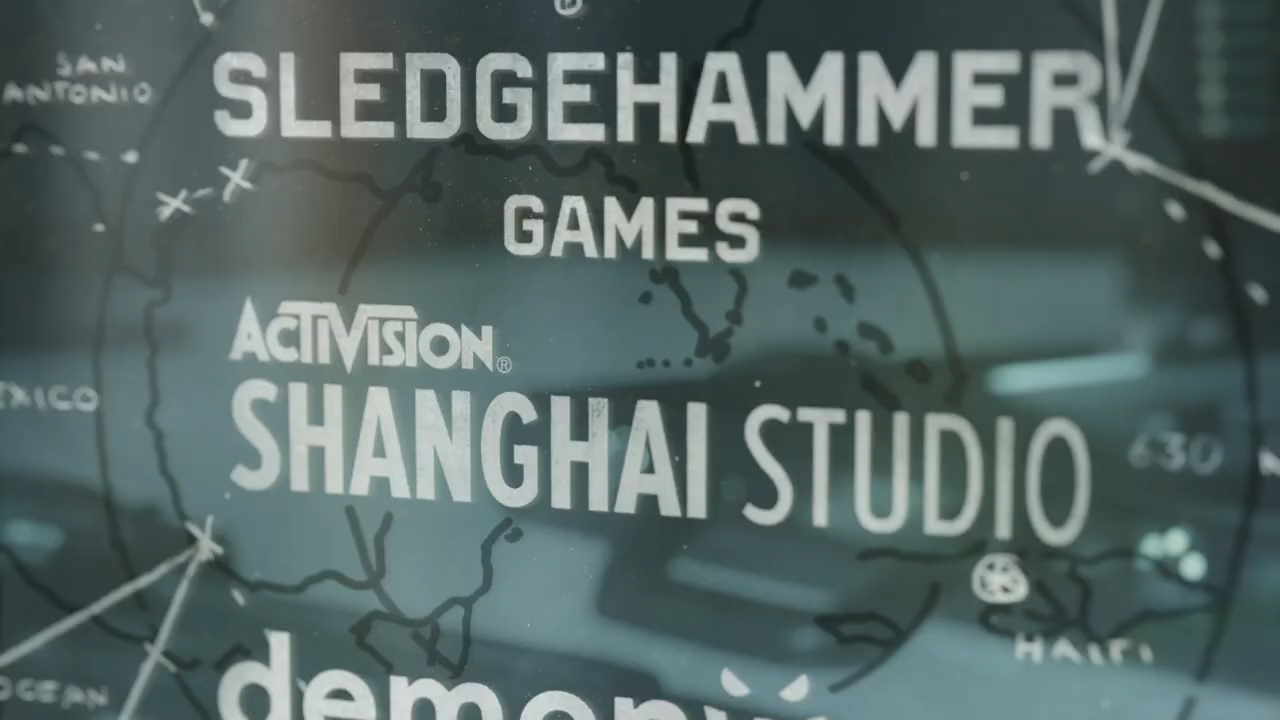 SAN
ANTONIO
SLEDGEHAMMER
GAMES
ACTIVISION®
SHANGHAI STUDIO
630
HAITI
OCEAN